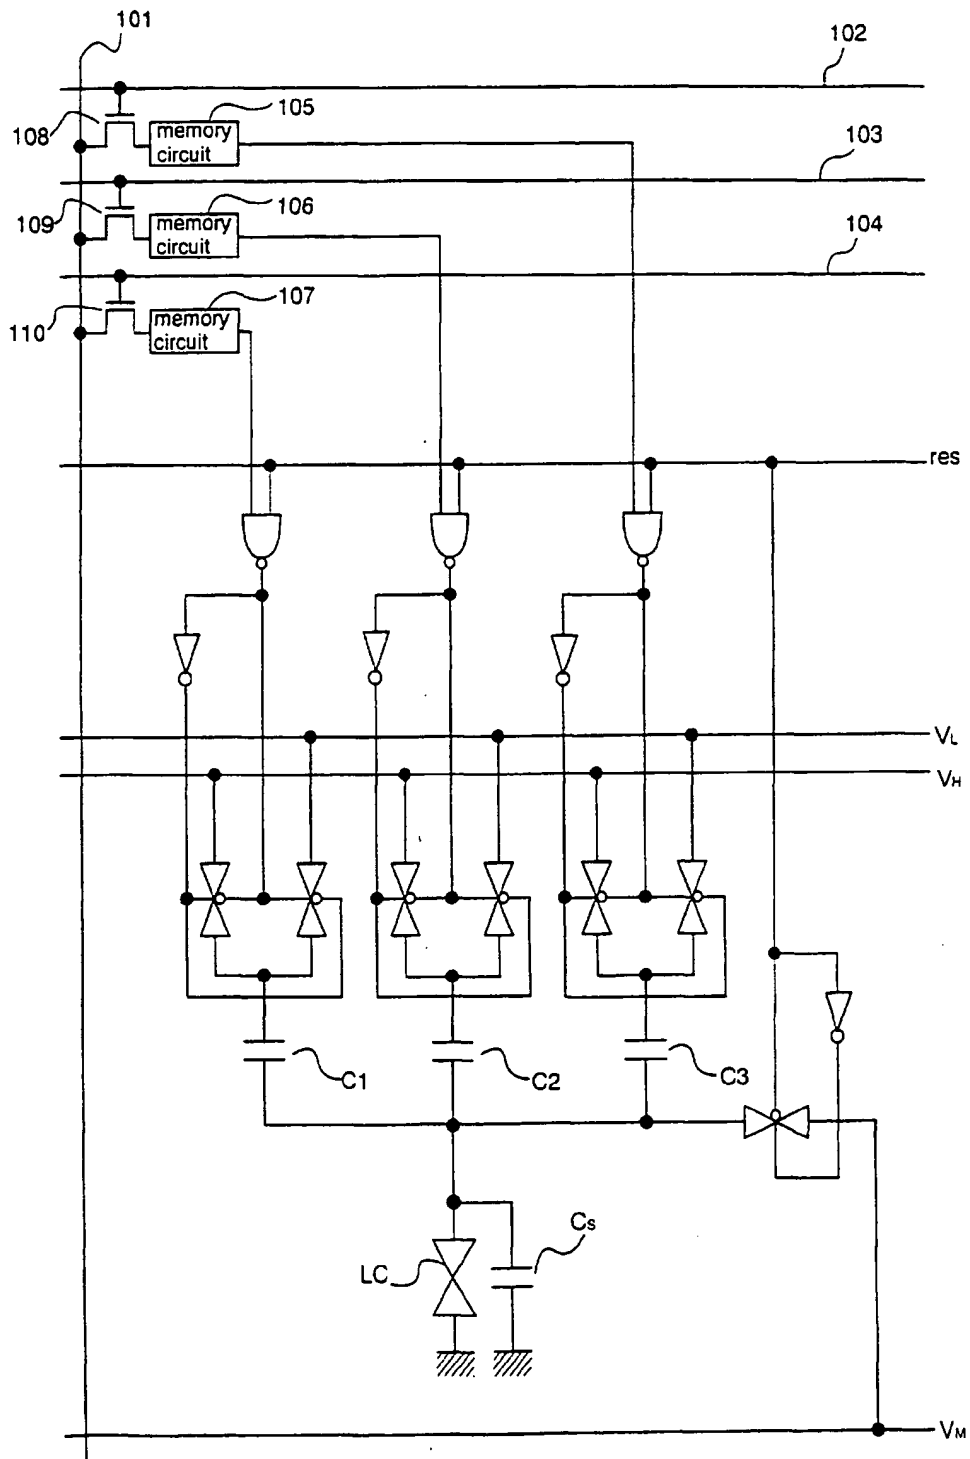 101
102
108
memory
circuit
105
103
109
memory
circuit
106
104
110
memory
circuit
107
res
VL
VH
C1
C2
C3
LC
Cs
VM